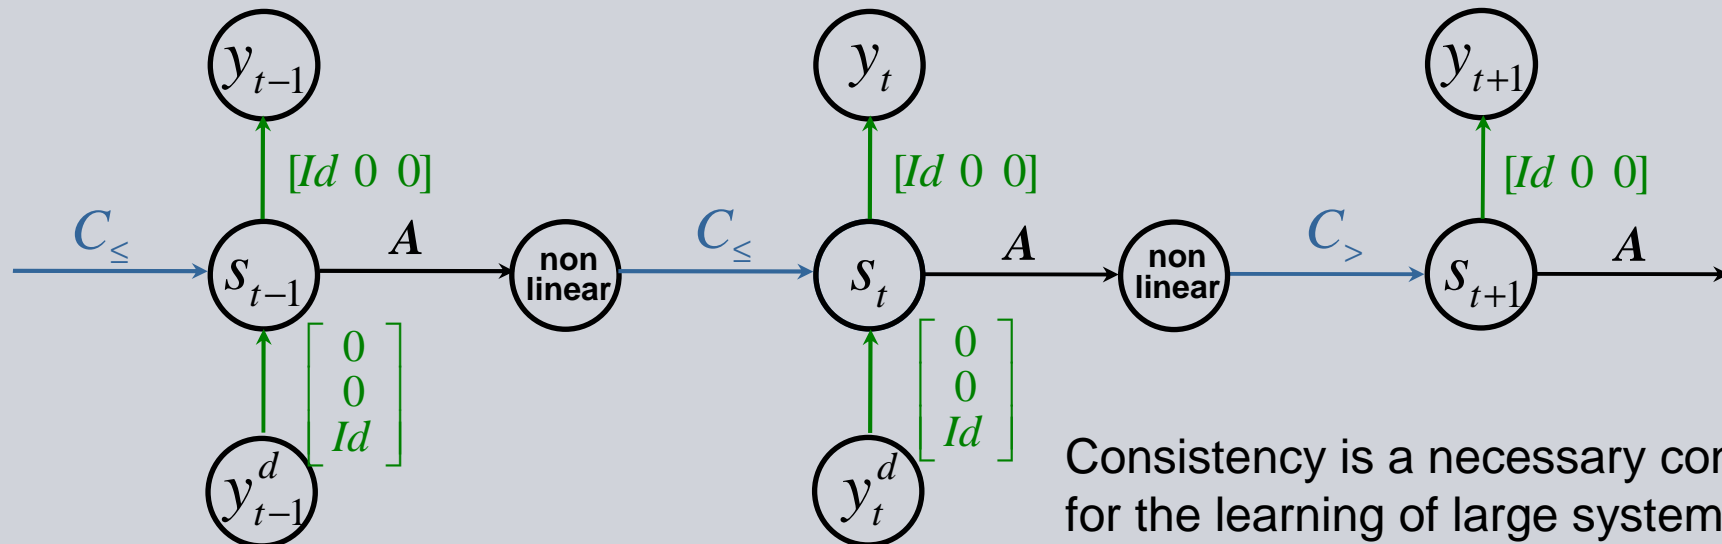 y_{t-1} y_t y_{t+1}
[Id 0 0] [Id 0 0] [Id 0 0]
C_≤ A C_≤ A C_> A
s_{t-1} non linear s_t non linear s_{t+1}
[0 0 Id] [0 0 Id]
y^d_{t-1} y^d_t
Consistency is a necessary
for the learning of large system